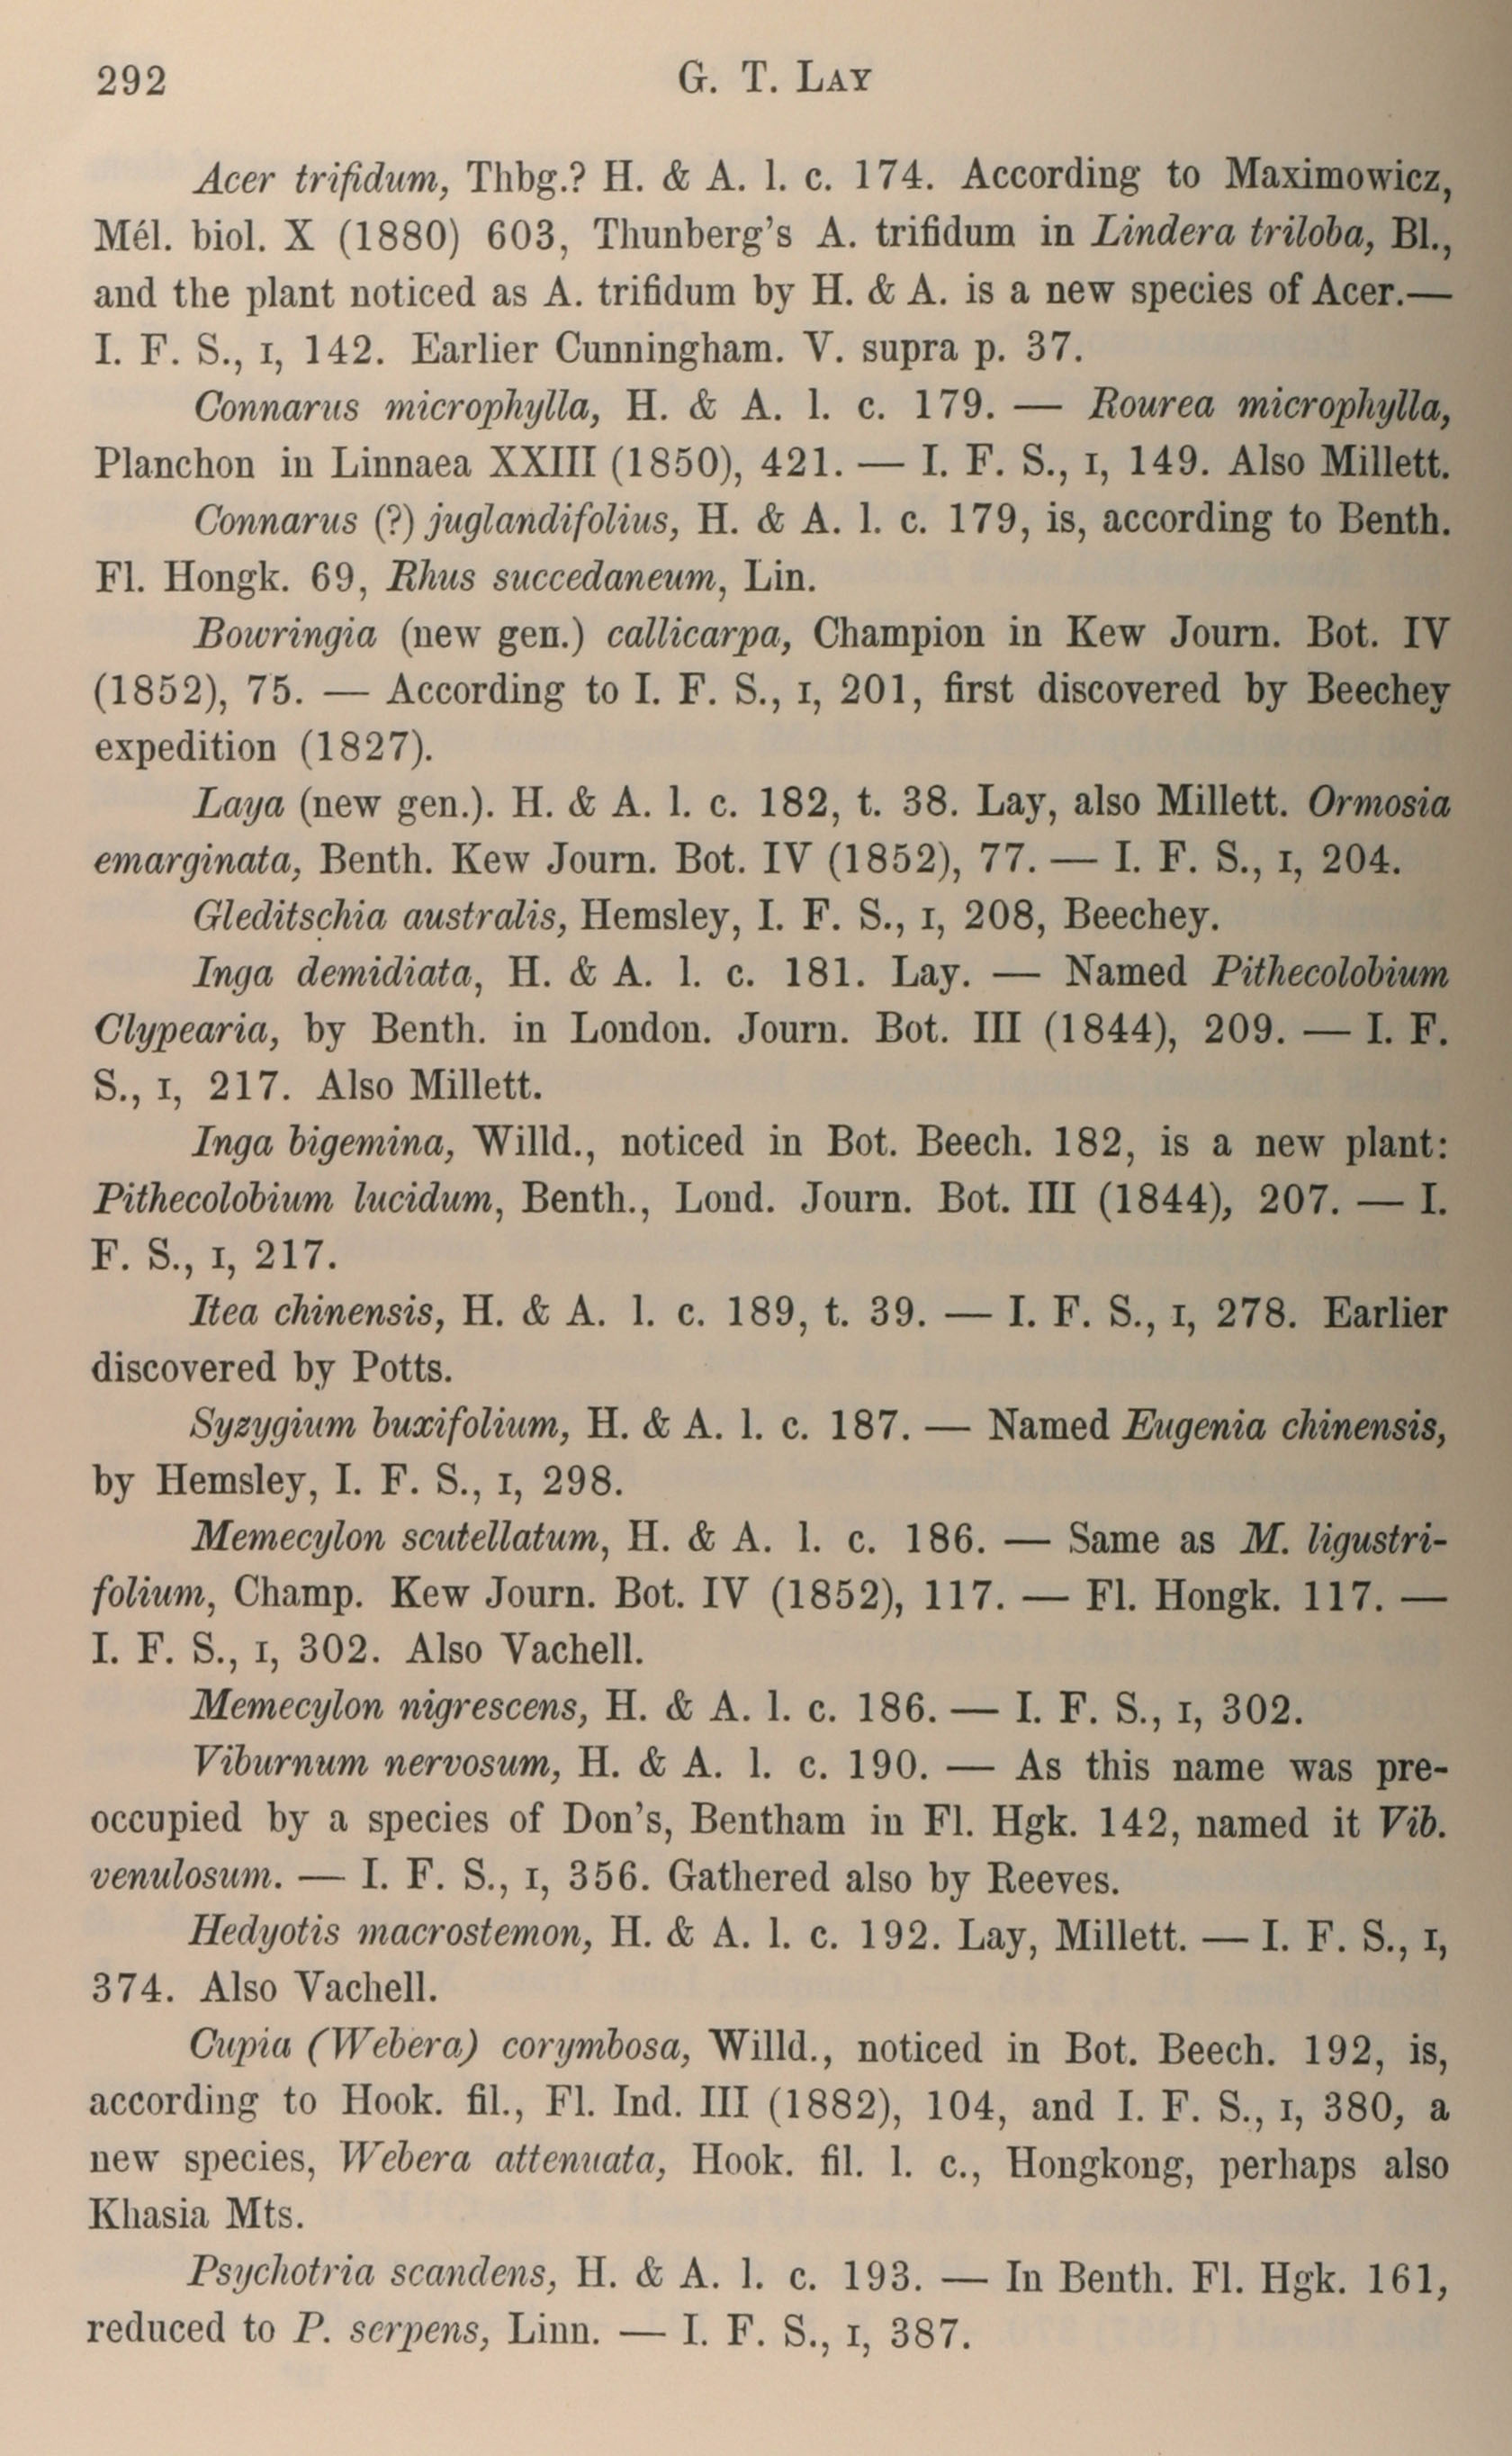 292
G. T. Lay
Acer trifidum, Thbg.? H. & A. l. c. 174. According to Maximowicz,
Mél. biol. X (1880) 603, Thunberg's A. trifidum in Lindera triloba, Bl.,
and the plant noticed as A. trifidum by H. & A. is a new species of Acer.—
I. F. S., I, 142. Earlier Cunningham. V. supra p. 37.
Connarus microphylla, H. & A. l. c. 179. — Rourea microphylla,
Planchon in Linnaea XXIII (1850), 421. — I. F. S., I, 149. Also Millett.
Connarus (?) juglandifolius, H. & A. l. c. 179, is, according to Benth.
Fl. Hongk. 69, Rhus succedaneum, Lin.
Bowringia (new gen.) callicarpa, Champion in Kew Journ. Bot. IV
(1852), 75. — According to I. F. S., I, 201, first discovered by Beechey
expedition (1827).
Laya (new gen.). H. & A. l. c. 182, t. 38. Lay, also Millett. Ormosia
emarginata, Benth. Kew Journ. Bot. IV (1852), 77. — I. F. S., I, 204.
Gleditschia australis, Hemsley, I. F. S., I, 208, Beechey.
Inga demidiata, H. & A. l. c. 181. Lay. — Named Pithecolobium
Clypearia, by Benth. in London. Journ. Bot. III (1844), 209. — I. F.
S., I, 217. Also Millett.
Inga bigemina, Willd., noticed in Bot. Beech. 182, is a new plant:
Pithecolobium lucidum, Benth., Lond. Journ. Bot. III (1844), 207. — I.
F. S., I, 217.
Itea chinensis, H. & A. l. c. 189, t. 39. — I. F. S., I, 278. Earlier
discovered by Potts.
Syzygium buxifolium, H. & A. l. c. 187. — Named Eugenia chinensis,
by Hemsley, I. F. S., I, 298.
Memecylon scutellatum, H. & A. l. c. 186. — Same as M. ligustri-
folium, Champ. Kew Journ. Bot. IV (1852), 117. — Fl. Hongk. 117. —
I. F. S., I, 302. Also Vachell.
Memecylon nigrescens, H. & A. l. c. 186. — I. F. S., I, 302.
Viburnum nervosum, H. & A. l. c. 190. — As this name was pre-
occupied by a species of Don's, Bentham in Fl. Hgk. 142, named it Vib.
venulosum. — I. F. S., I, 356. Gathered also by Reeves.
Hedyotis macrostemon, H. & A. l. c. 192. Lay, Millett. — I. F. S., I,
374. Also Vachell.
Cupia (Webera) corymbosa, Willd., noticed in Bot. Beech. 192, is,
according to Hook. fil., Fl. Ind. III (1882), 104, and I. F. S., I, 380, a
new species, Webera attenuata, Hook. fil. l. c., Hongkong, perhaps also
Khasia Mts.
Psychotria scandens, H. & A. l. c. 193. — In Benth. Fl. Hgk. 161,
reduced to P. serpens, Linn. — I. F. S., I, 387.